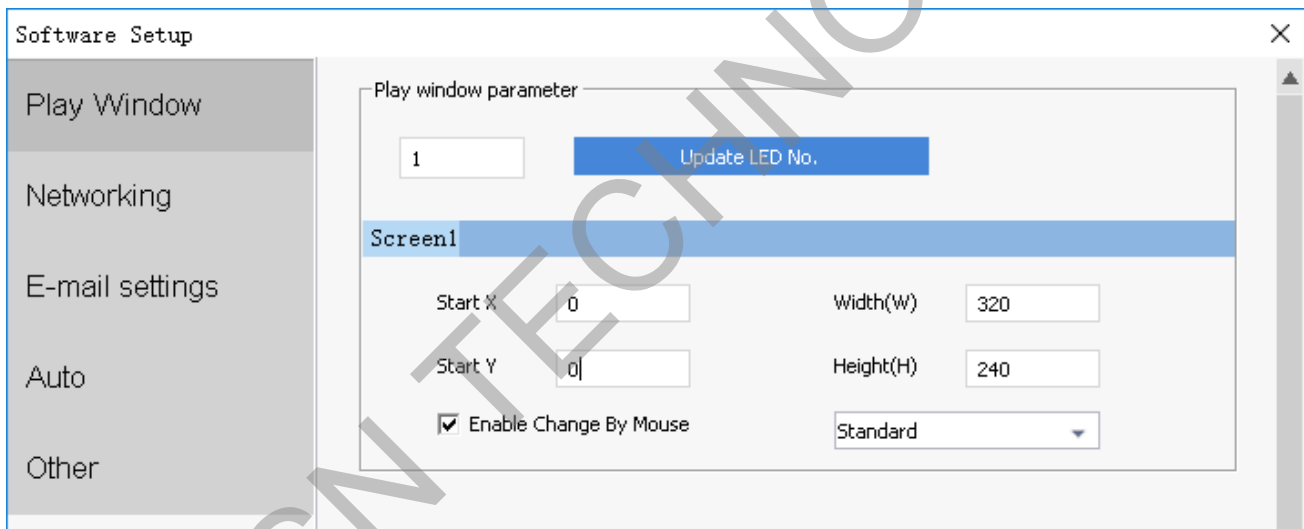 Software Setup
Play Window
Networking
E-mail settings
Auto
Other
Play window parameter
1
Update LED No.
Screen1
Start X 0 Width(W) 320
Start Y 0 Height(H) 240
Enable Change By Mouse Standard